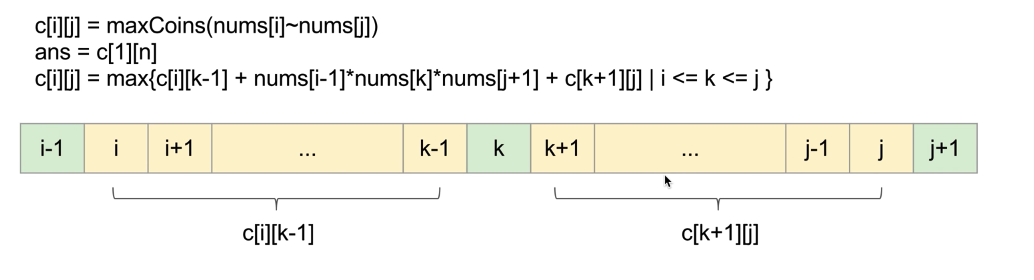 c[i][j] = maxCoins(nums[i]~nums[j])
ans = c[1][n]
c[i][j] = max{c[i][k-1] + nums[i-1]*nums[k]*nums[j+1] + c[k+1][j] | i <= k <= j }
i-1 i i+1 ... k-1 k k+1 ... j-1 j j+1
c[i][k-1] c[k+1][j]